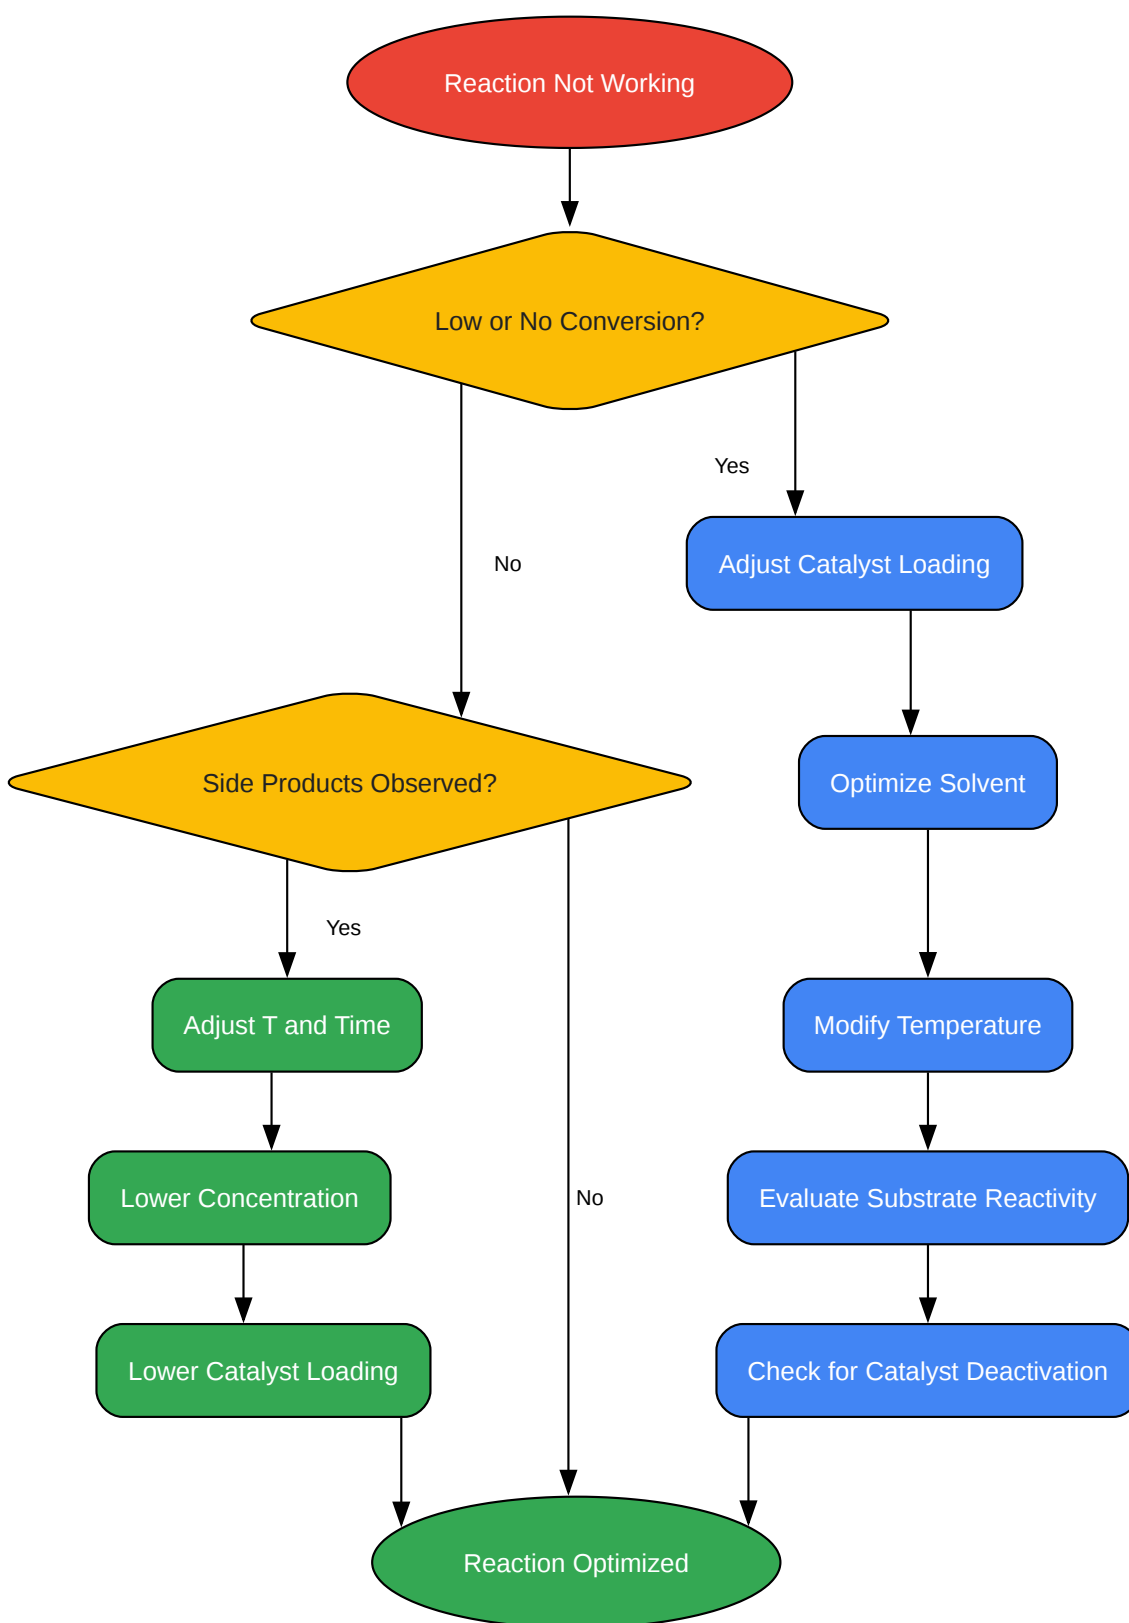 Reaction Not Working
Low or No Conversion?
Yes
No
Adjust Catalyst Loading
Optimize Solvent
Side Products Observed?
Yes
No
Adjust T and Time
Lower Concentration
Lower Catalyst Loading
Modify Temperature
Evaluate Substrate Reactivity
Check for Catalyst Deactivation
Reaction Optimized